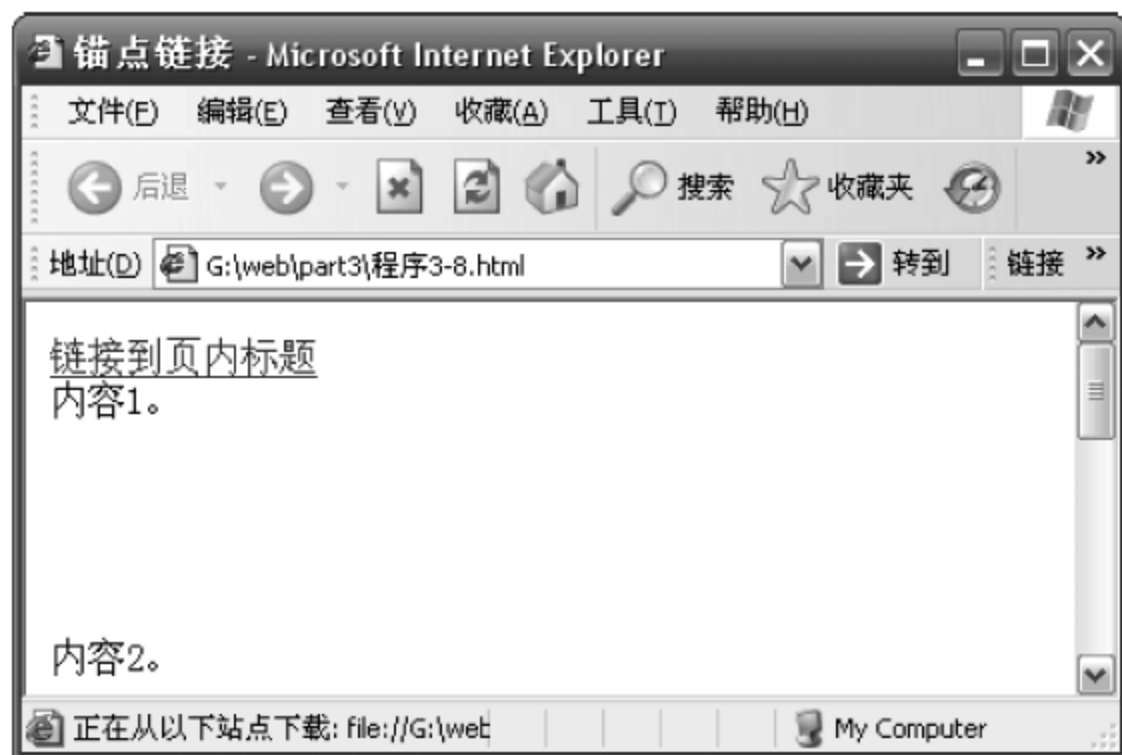 锚点链接 - Microsoft Internet Explorer
文件(F) 编辑(E) 查看(V) 收藏(A) 工具(T) 帮助(H)
后退 搜索 收藏夹 »
地址(D) G:\web\part3\程序3-8.html 转到 链接 »
链接到页内标题
内容1。
内容2。
正在从以下站点下载: file://G:\web My Computer